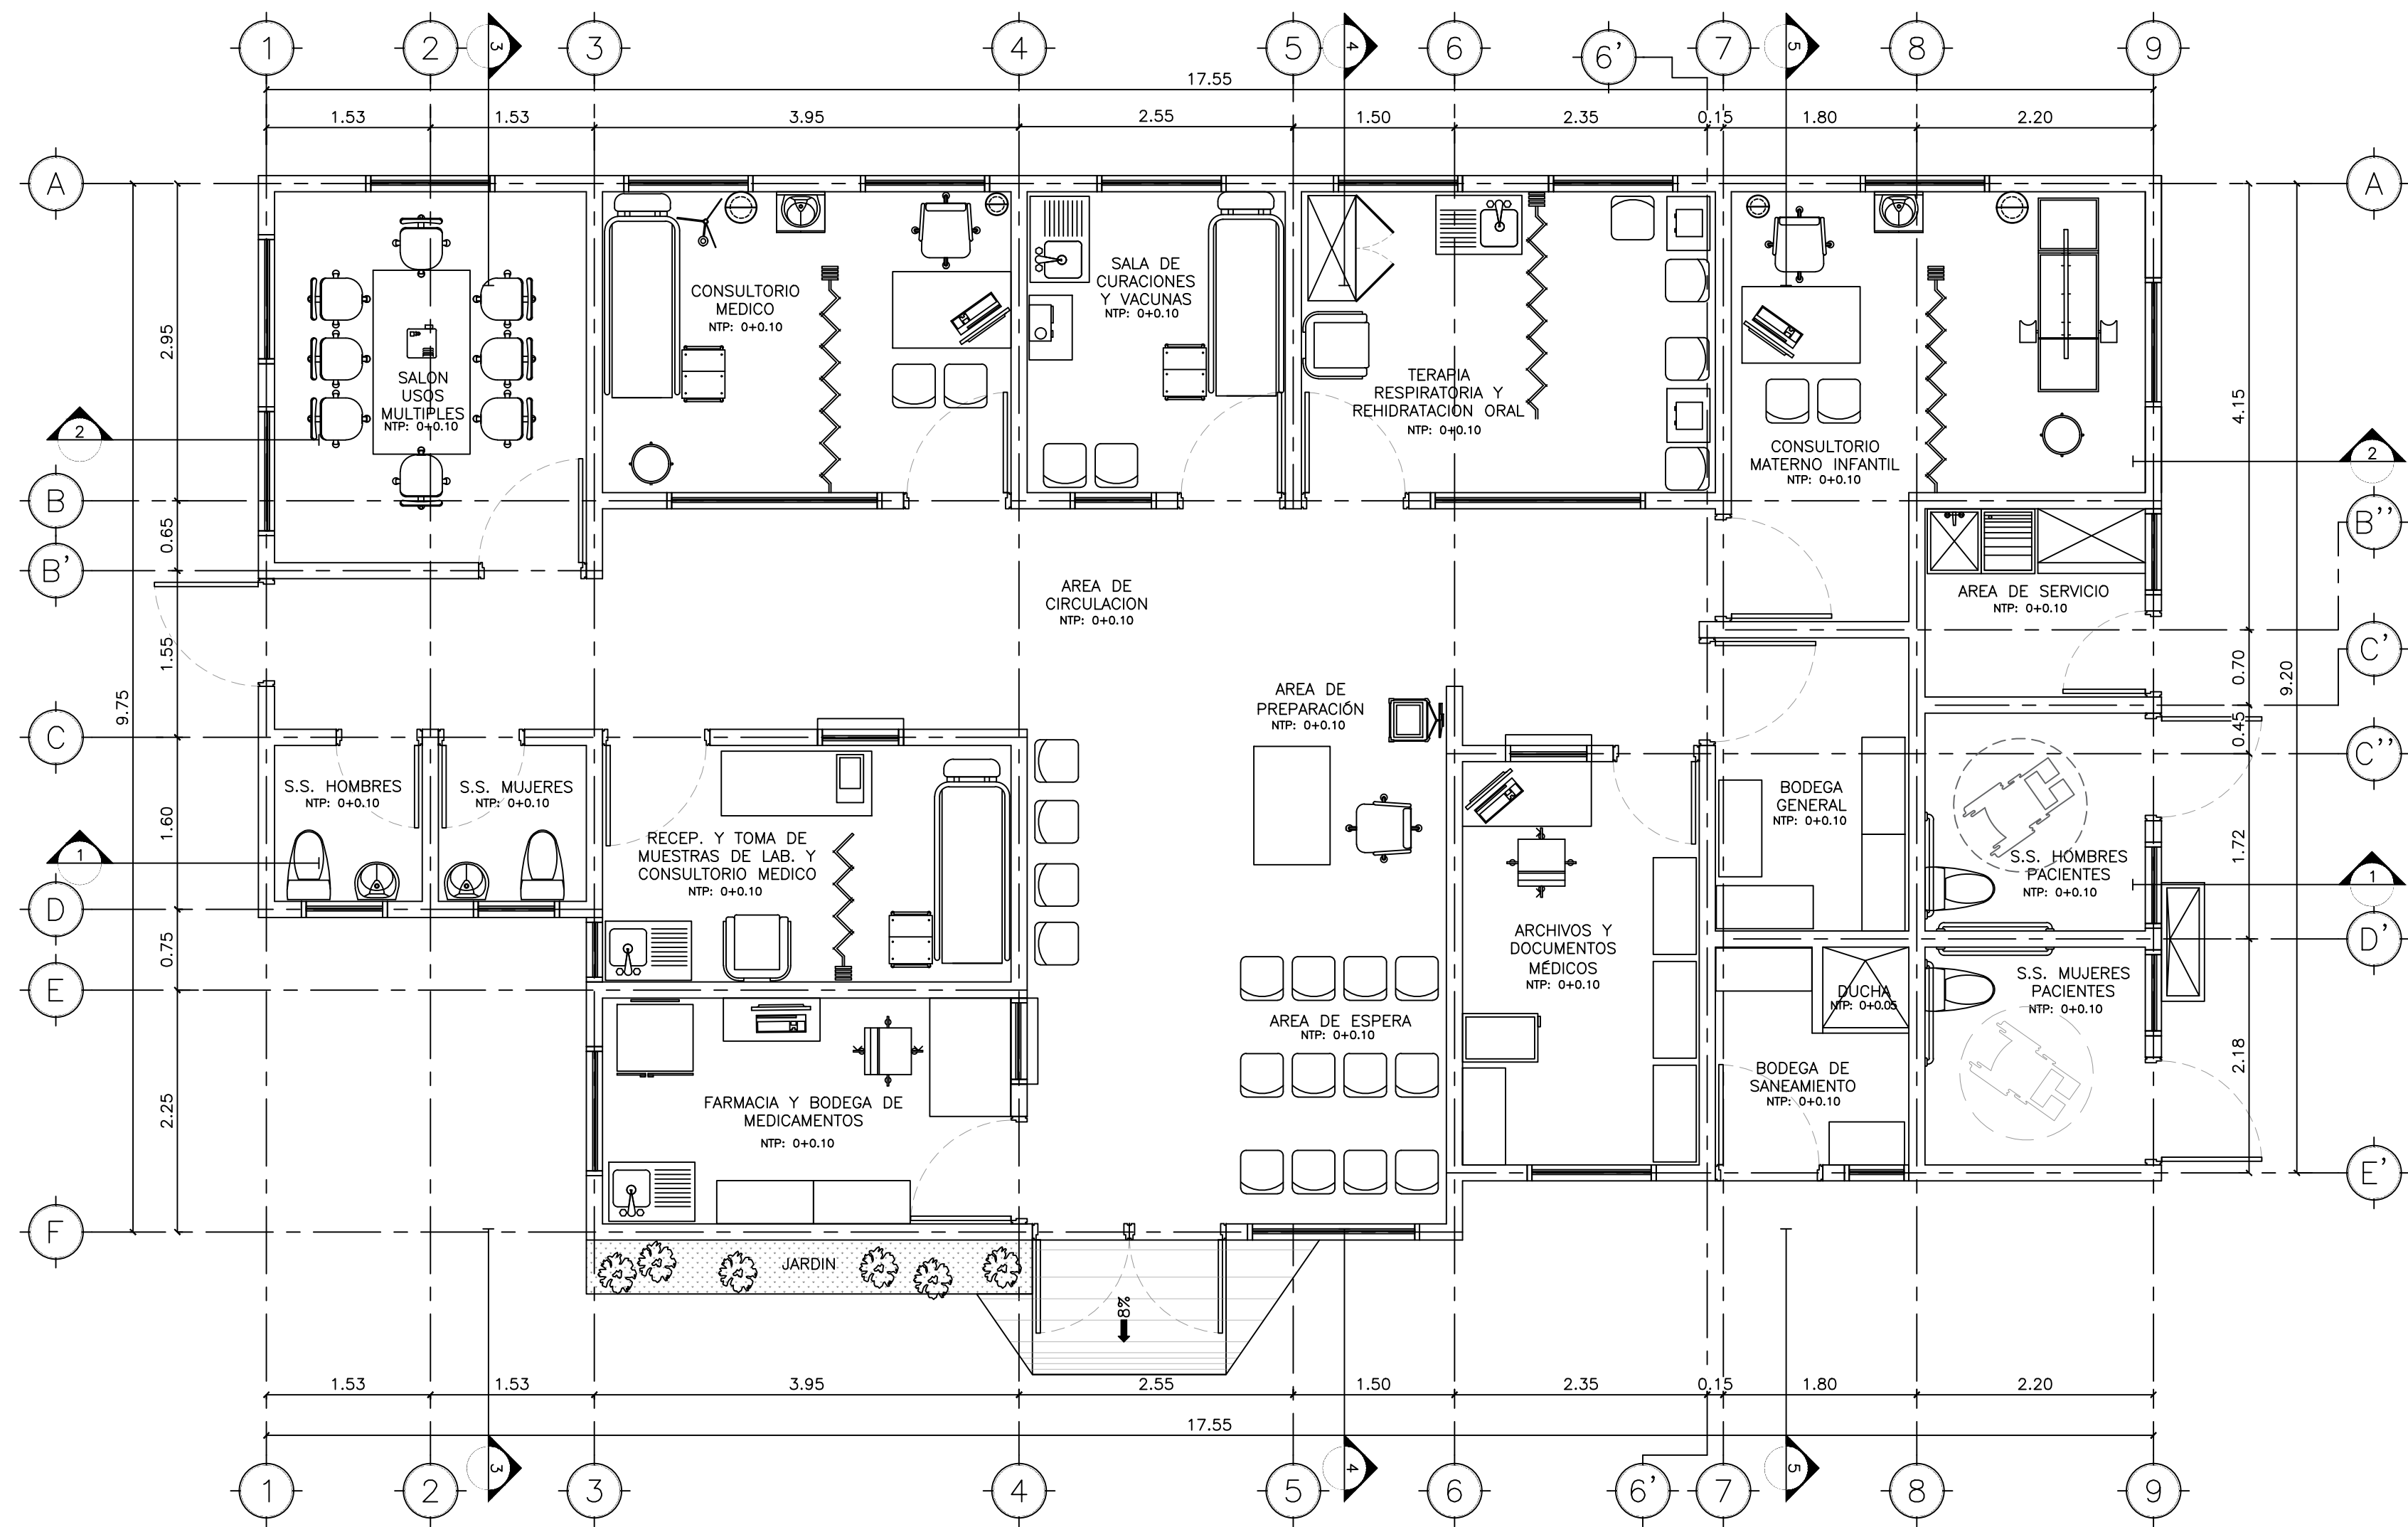 1 2 3 3 4 5 4 6 6' 7 5 8 9
17.55
1.53 1.53 3.95 2.55 1.50 2.35 0.15 1.80 2.20
A
A
2.95
4.15
CONSULTORIO
MEDICO
NTP: 0+0.10
SALA DE
CURACIONES
Y VACUNAS
NTP: 0+0.10
SALON
USOS
MULTIPLES
NTP: 0+0.10
TERAPIA
RESPIRATORIA Y
REHIDRATACION ORAL
NTP: 0+0.10
CONSULTORIO
MATERNO INFANTIL
NTP: 0+0.10
2
2
B
B''
0.65
B'
AREA DE
CIRCULACION
NTP: 0+0.10
AREA DE SERVICIO
NTP: 0+0.10
1.55
C'
0.70
9.20
9.75
AREA DE
PREPARACIÓN
NTP: 0+0.10
0.45
C
C''
S.S. HOMBRES
NTP: 0+0.10
S.S. MUJERES
NTP: 0+0.10
BODEGA
GENERAL
NTP: 0+0.10
1.60
1.72
RECEP. Y TOMA DE
MUESTRAS DE LAB. Y
CONSULTORIO MEDICO
NTP: 0+0.10
S.S. HOMBRES
PACIENTES
NTP: 0+0.10
1
1
D
D'
0.75
ARCHIVOS Y
DOCUMENTOS
MÉDICOS
NTP: 0+0.10
E
S.S. MUJERES
PACIENTES
NTP: 0+0.10
DUCHA
NTP: 0+0.05
AREA DE ESPERA
NTP: 0+0.10
2.18
2.25
BODEGA DE
SANEAMIENTO
NTP: 0+0.10
FARMACIA Y BODEGA DE
MEDICAMENTOS
NTP: 0+0.10
E'
F
JARDIN
8%
1.53 1.53 3.95 2.55 1.50 2.35 0.15 1.80 2.20
17.55
1 2 3 3 4 5 4 6 6' 7 5 8 9